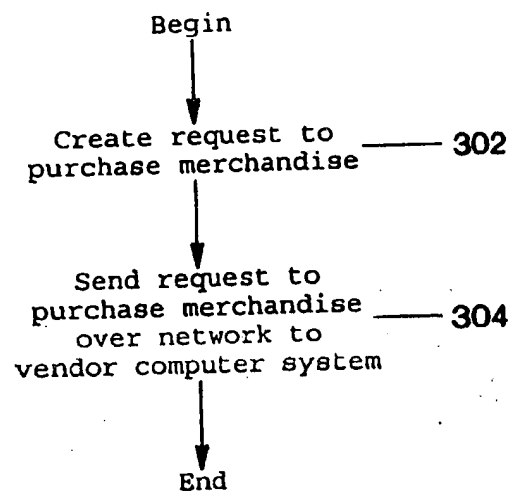 Begin
Create request to
purchase merchandise
302
Send request to
purchase merchandise
over network to
vendor computer system
304
End